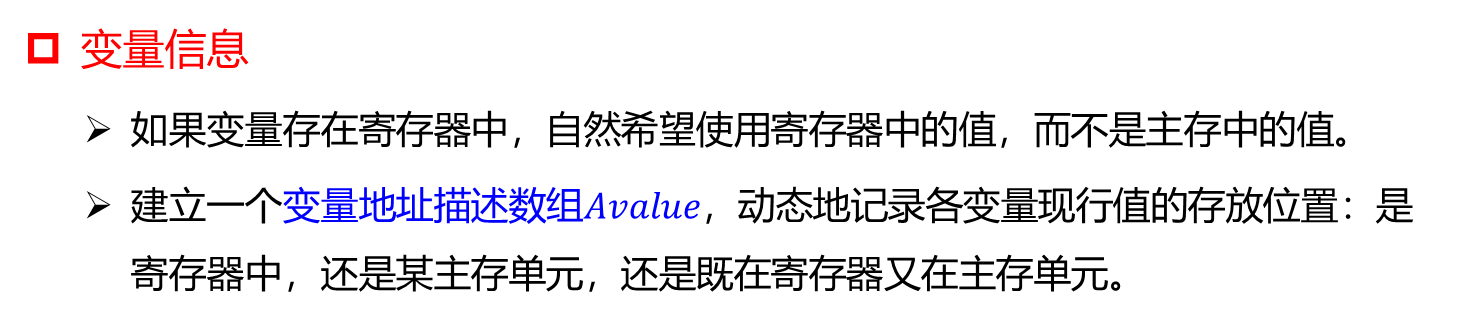 变量信息
如果变量存在寄存器中，自然希望使用寄存器中的值，而不是主存中的值。
建立一个变量地址描述数组Avalue，动态地记录各变量现行值的存放位置：是
寄存器中，还是某主存单元，还是既在寄存器又在主存单元。